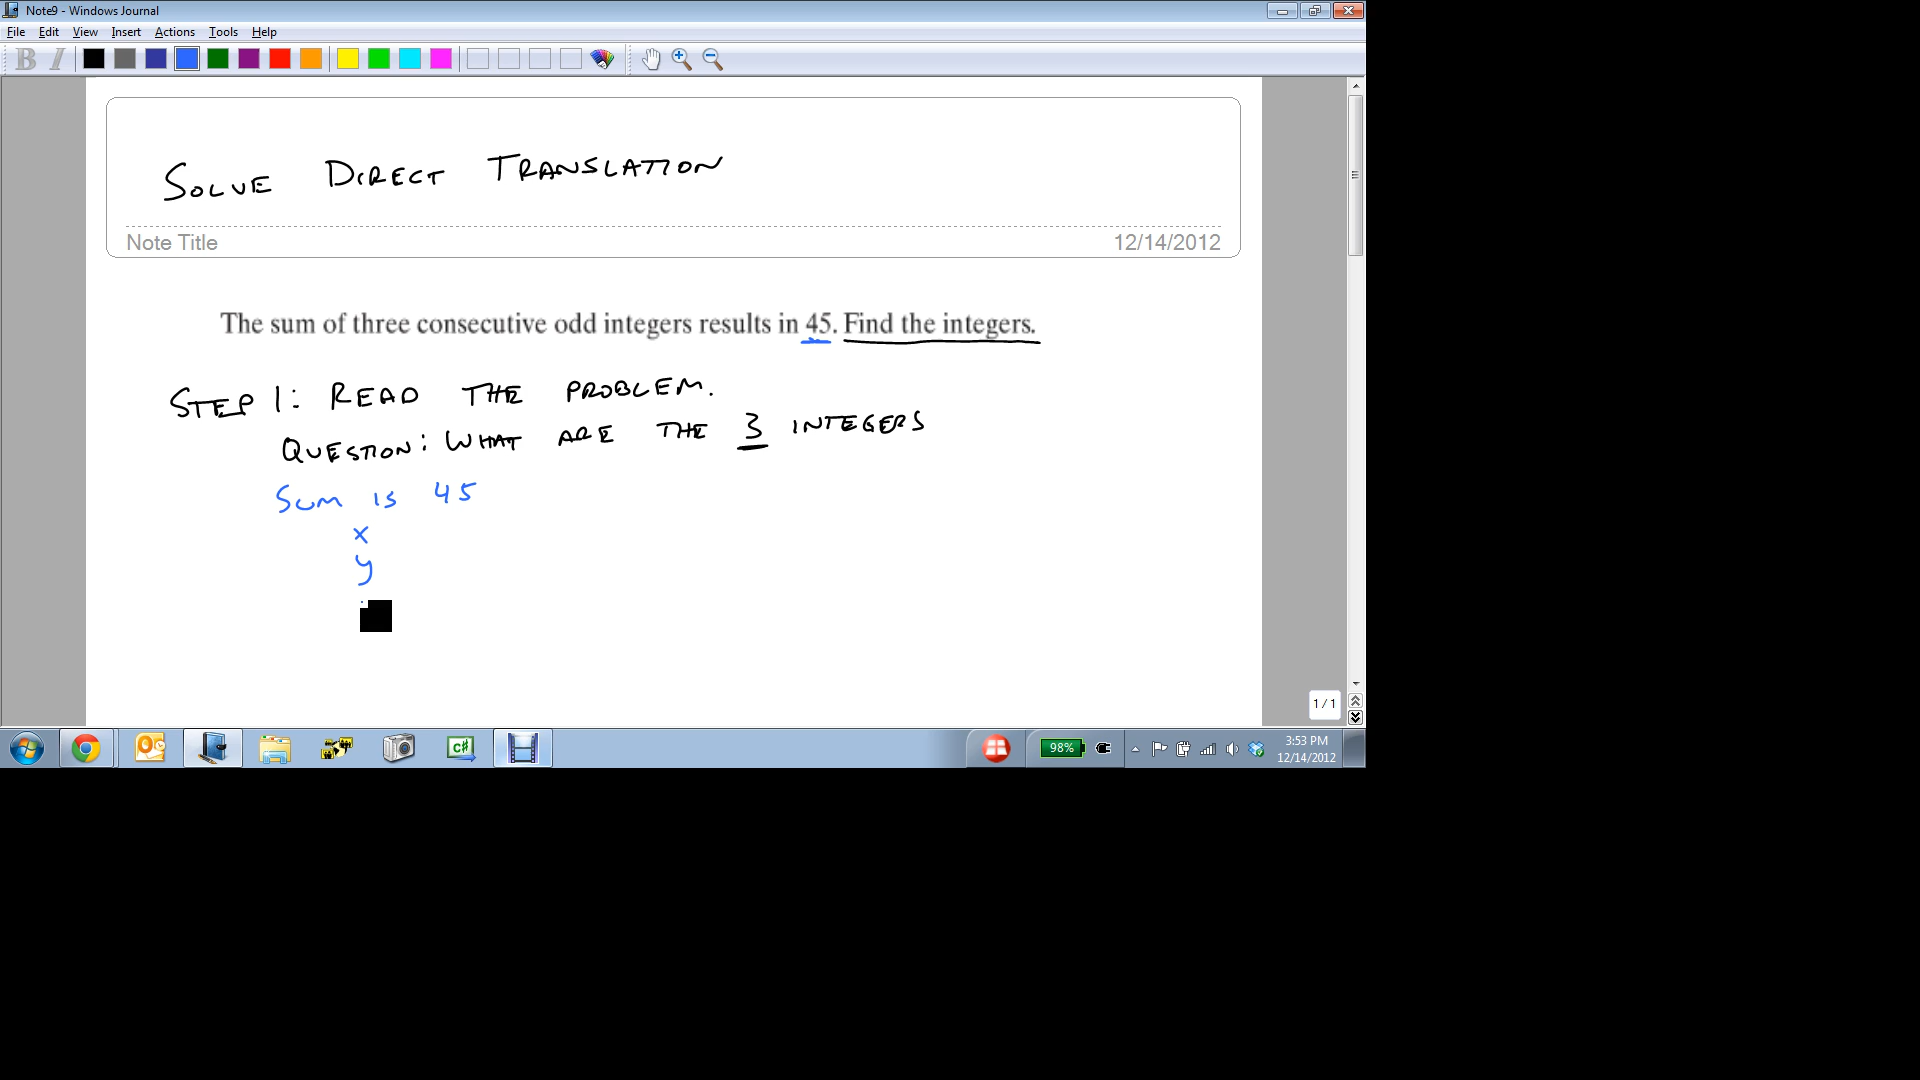 Note9 - Windows Journal
File Edit View Insert Actions Tools Help
B I
SOLVE DIRECT TRANSLATION
Note Title 12/14/2012
The sum of three consecutive odd integers results in 45. Find the integers.
STEP 1: READ THE PROBLEM.
QUESTION: WHAT ARE THE 3 INTEGERS
Sum is 45
x
y
1 / 1
C#
98%
3:53 PM
12/14/2012